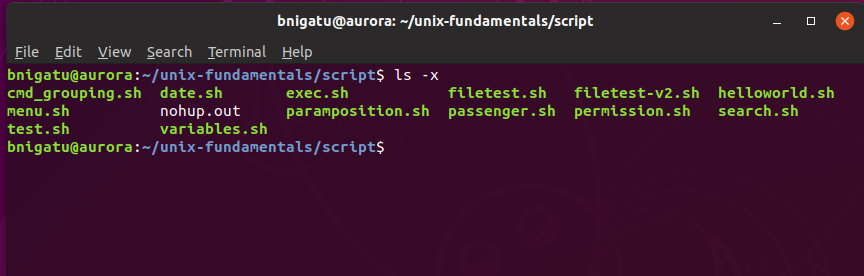 bnigatu@aurora: ~/unix-fundamentals/script
File Edit View Search Terminal Help
bnigatu@aurora:~/unix-fundamentals/script$ ls -x
cmd_grouping.sh date.sh exec.sh filetest.sh filetest-v2.sh helloworld.sh
menu.sh nohup.out paramposition.sh passenger.sh permission.sh search.sh
test.sh variables.sh
bnigatu@aurora:~/unix-fundamentals/script$